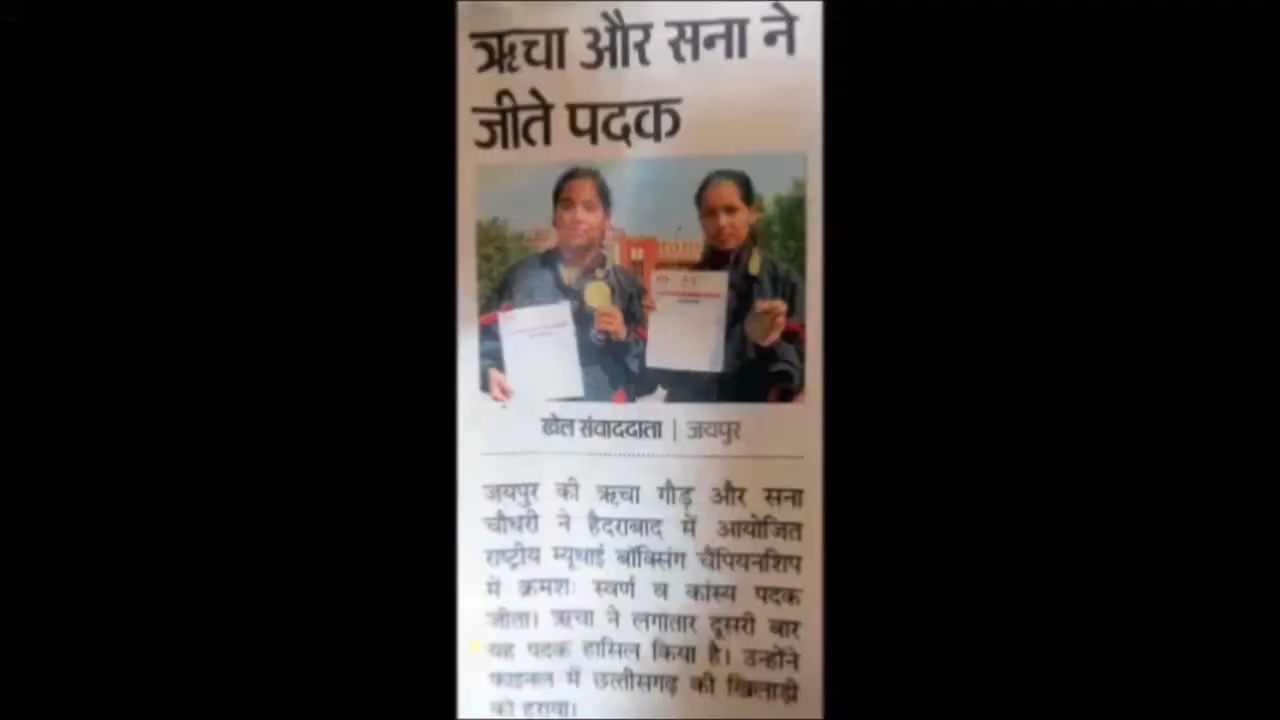 ऋचा और सना ने
जीते पदक
खेल संवाददाता | जयपुर
जयपुर की ऋचा गौड़ और सना
चौधरी ने हैदराबाद में आयोजित
राष्ट्रीय म्यूथाई बॉक्सिंग चैंपियनशिप
में क्रमशः स्वर्ण व कांस्य पदक
जीता। ऋचा ने लगातार दूसरी बार
यह पदक हासिल किया है। उन्होंने
फाइनल में छत्तीसगढ़ की खिलाड़ी
को हराया।